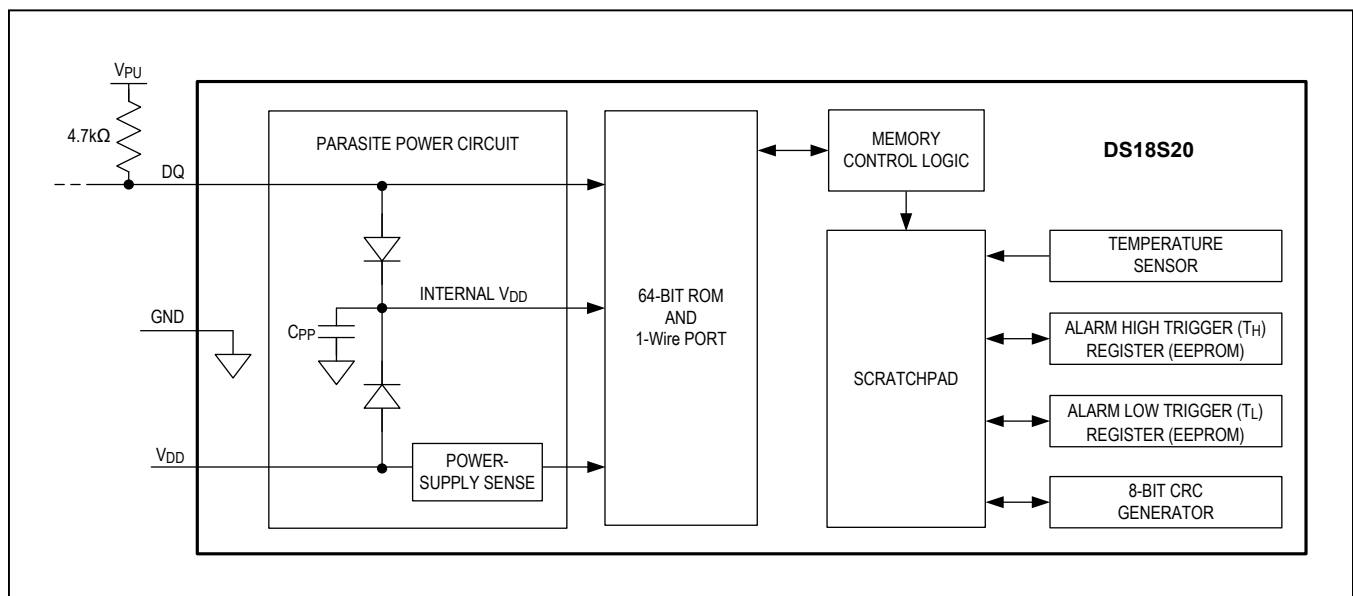 VPU
4.7kΩ
DQ
PARASITE POWER CIRCUIT
INTERNAL VDD
CPP
GND
VDD
POWER-
SUPPLY SENSE
64-BIT ROM
AND
1-Wire PORT
MEMORY
CONTROL LOGIC
DS18S20
SCRATCHPAD
TEMPERATURE
SENSOR
ALARM HIGH TRIGGER (TH)
REGISTER (EEPROM)
ALARM LOW TRIGGER (TL)
REGISTER (EEPROM)
8-BIT CRC
GENERATOR